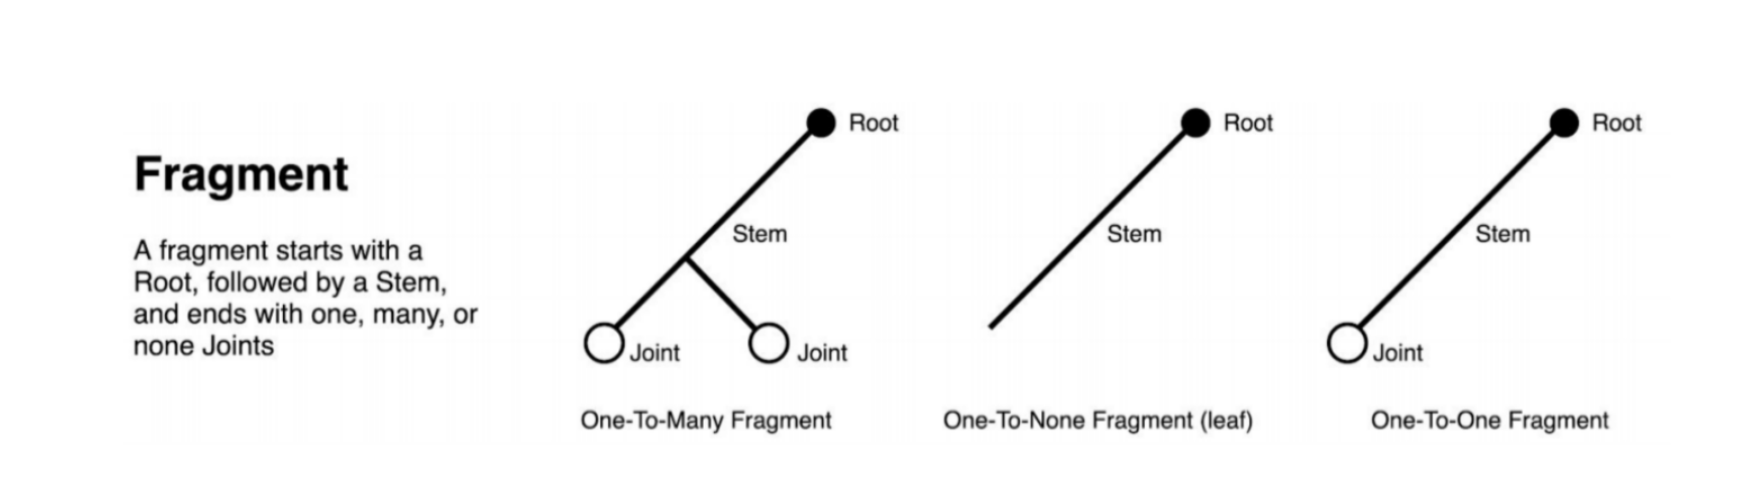 Fragment
A fragment starts with a
Root, followed by a Stem,
and ends with one, many, or
none Joints
Root
Stem
Joint
Joint
One-To-Many Fragment
Root
Stem
One-To-None Fragment (leaf)
Root
Stem
Joint
One-To-One Fragment